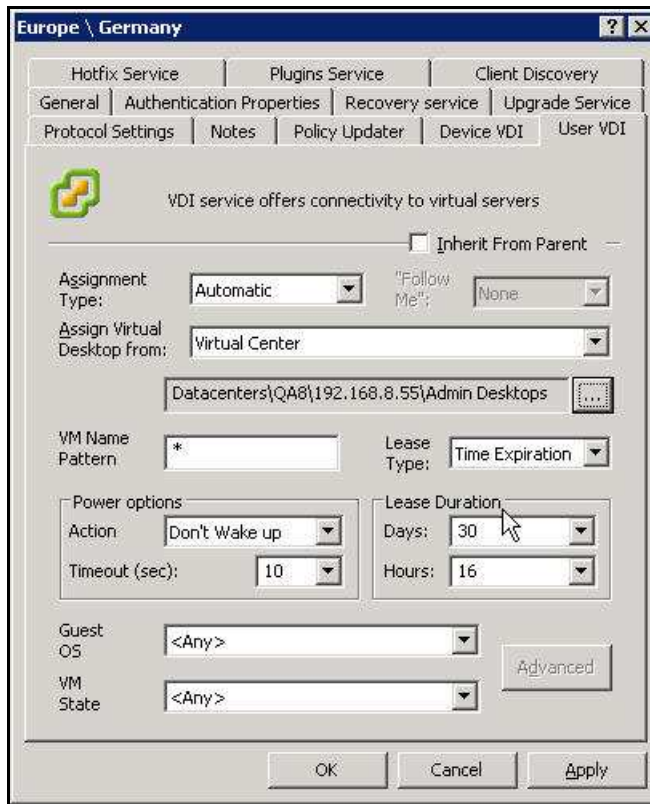 Europe \ Germany
Hotfix Service Plugins Service Client Discovery
General Authentication Properties Recovery service Upgrade Service
Protocol Settings Notes Policy Updater Device VDI User VDI
VDI service offers connectivity to virtual servers
Inherit From Parent
Assignment Type: Automatic "Follow Me": None
Assign Virtual Desktop from: Virtual Center
Datacenters\QA8\192.168.8.55\Admin Desktops ...
VM Name Pattern * Lease Type: Time Expiration
Power options Lease Duration
Action Don't Wake up Days: 30
Timeout (sec): 10 Hours: 16
Guest OS <Any>
Advanced
VM State <Any>
OK Cancel Apply